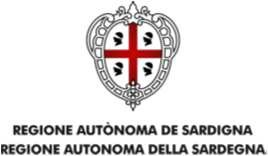 REGIONE AUTÒNOMA DE SARDIGNA
REGIONE AUTONOMA DELLA SARDEGNA